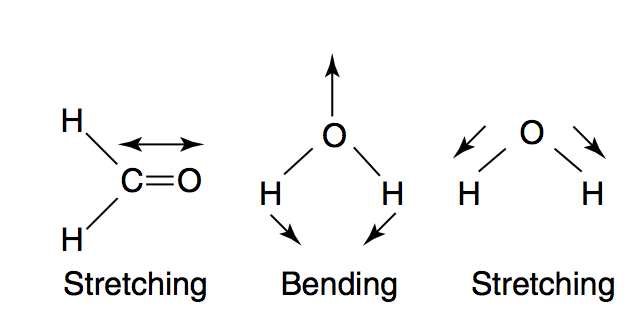 H
C=O
H
Stretching
O
H H
Bending
O
H H
Stretching